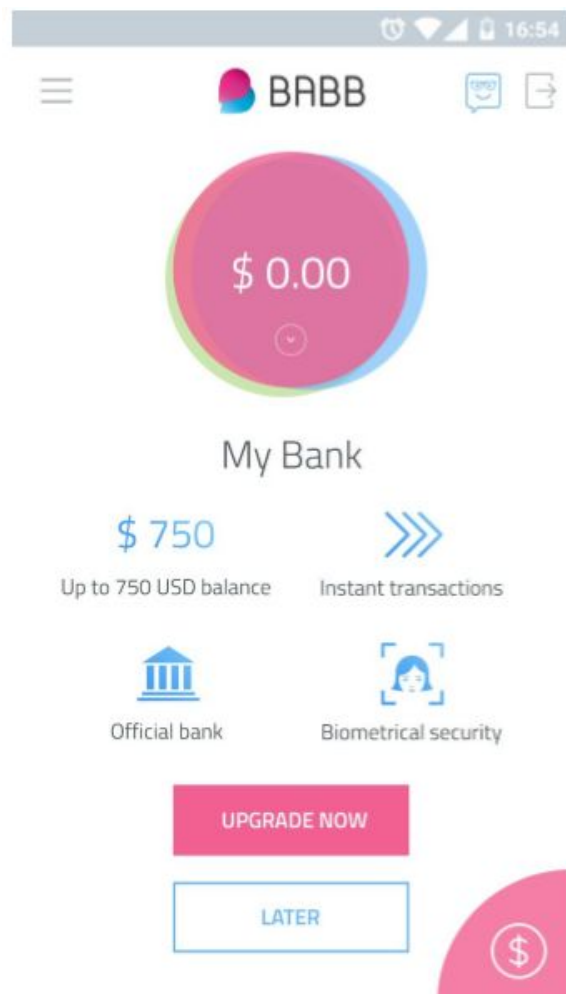 16:54
BABB
$ 0.00
My Bank
$ 750
Up to 750 USD balance
Instant transactions
Official bank
Biometrical security
UPGRADE NOW
LATER
$